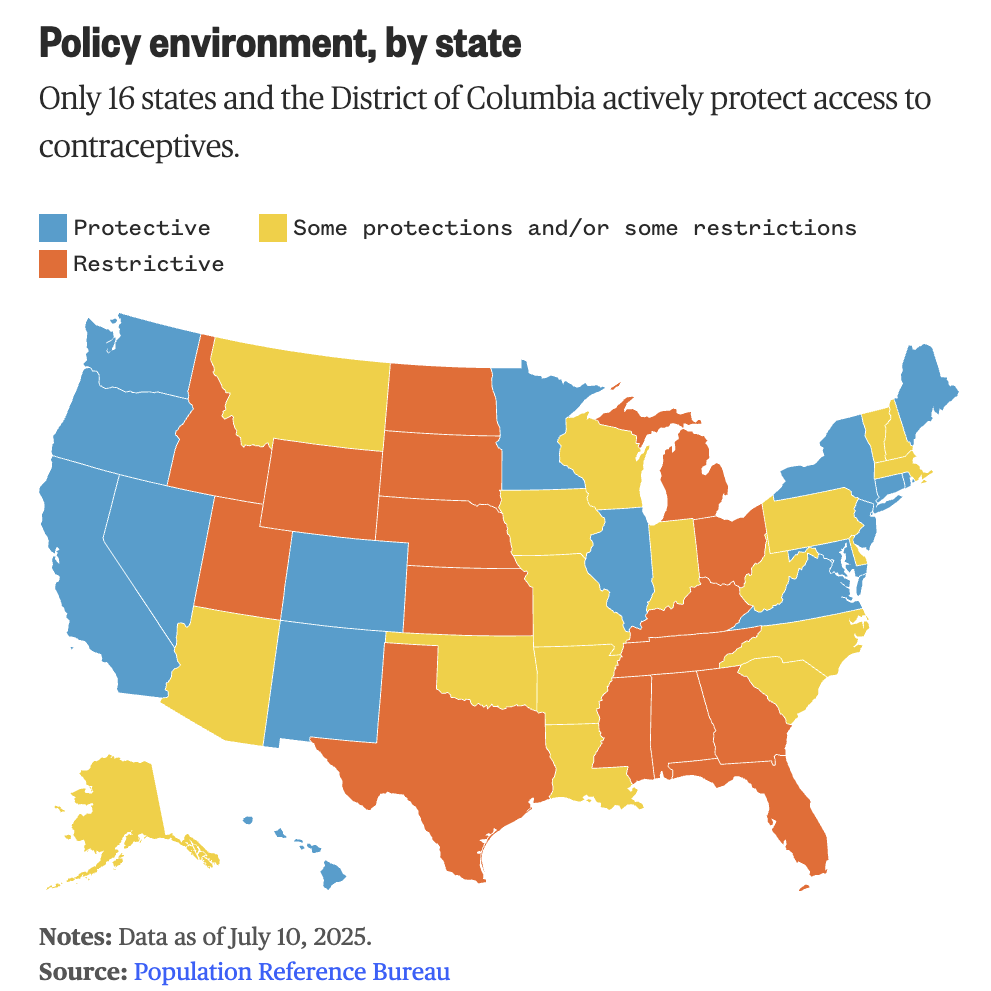 Policy environment, by state
Only 16 states and the District of Columbia actively protect access to
contraceptives.
Protective
Some protections and/or some restrictions
Restrictive
Notes: Data as of July 10, 2025.
Source: Population Reference Bureau